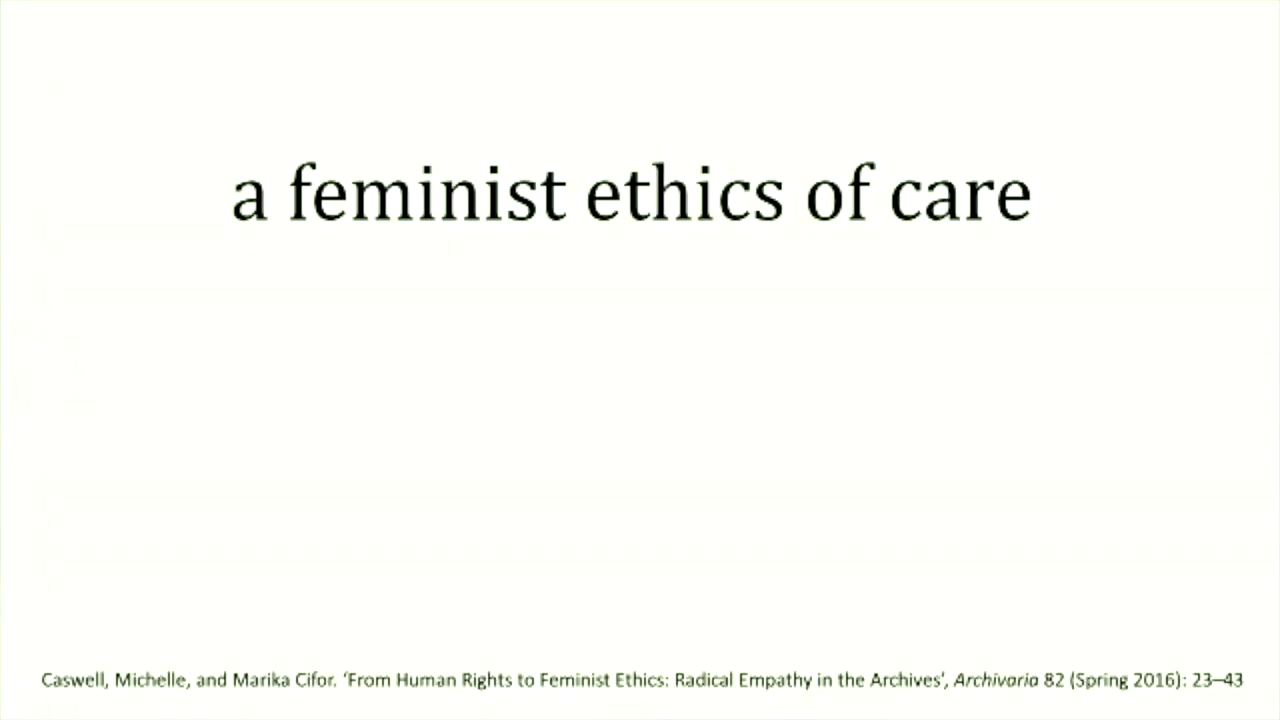 a feminist ethics of care
Caswell, Michelle, and Marika Cifor. ‘From Human Rights to Feminist Ethics: Radical Empathy in the Archives’, Archivaria 82 (Spring 2016): 23–43